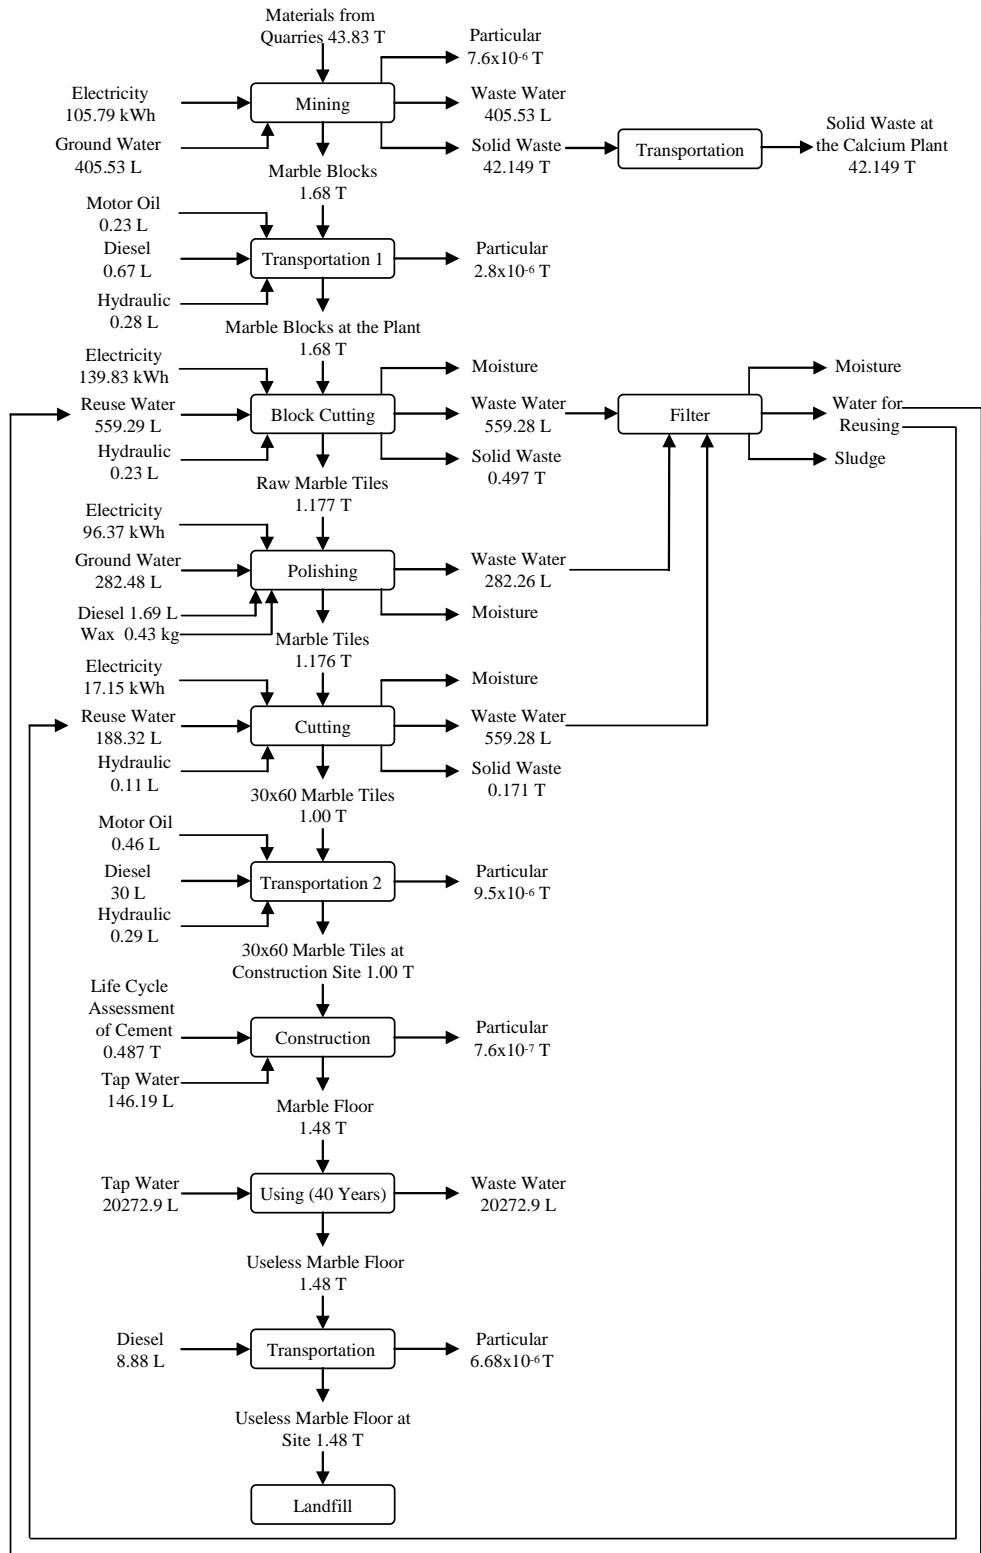 Materials from
Quarries 43.83 T
Particular
7.6x10-6 T
Electricity
105.79 kWh
Mining
Waste Water
405.53 L
Ground Water
405.53 L
Solid Waste
42.149 T
Transportation
Solid Waste at
the Calcium Plant
42.149 T
Marble Blocks
1.68 T
Motor Oil
0.23 L
Diesel
0.67 L
Transportation 1
Particular
2.8x10-6 T
Hydraulic
0.28 L
Marble Blocks at the Plant
1.68 T
Electricity
139.83 kWh
Moisture
Moisture
Reuse Water
559.29 L
Block Cutting
Waste Water
559.28 L
Filter
Water for
Reusing
Hydraulic
0.23 L
Solid Waste
0.497 T
Sludge
Raw Marble Tiles
1.177 T
Electricity
96.37 kWh
Ground Water
282.48 L
Polishing
Waste Water
282.26 L
Diesel 1.69 L
Wax 0.43 kg
Moisture
Marble Tiles
1.176 T
Electricity
17.15 kWh
Moisture
Reuse Water
188.32 L
Cutting
Waste Water
559.28 L
Hydraulic
0.11 L
Solid Waste
0.171 T
30x60 Marble Tiles
1.00 T
Motor Oil
0.46 L
Diesel
30 L
Transportation 2
Particular
9.5x10-6 T
Hydraulic
0.29 L
30x60 Marble Tiles at
Construction Site 1.00 T
Life Cycle
Assessment
of Cement
0.487 T
Construction
Particular
7.6x10-7 T
Tap Water
146.19 L
Marble Floor
1.48 T
Tap Water
20272.9 L
Using (40 Years)
Waste Water
20272.9 L
Useless Marble Floor
1.48 T
Diesel
8.88 L
Transportation
Particular
6.68x10-6 T
Useless Marble Floor at
Site 1.48 T
Landfill